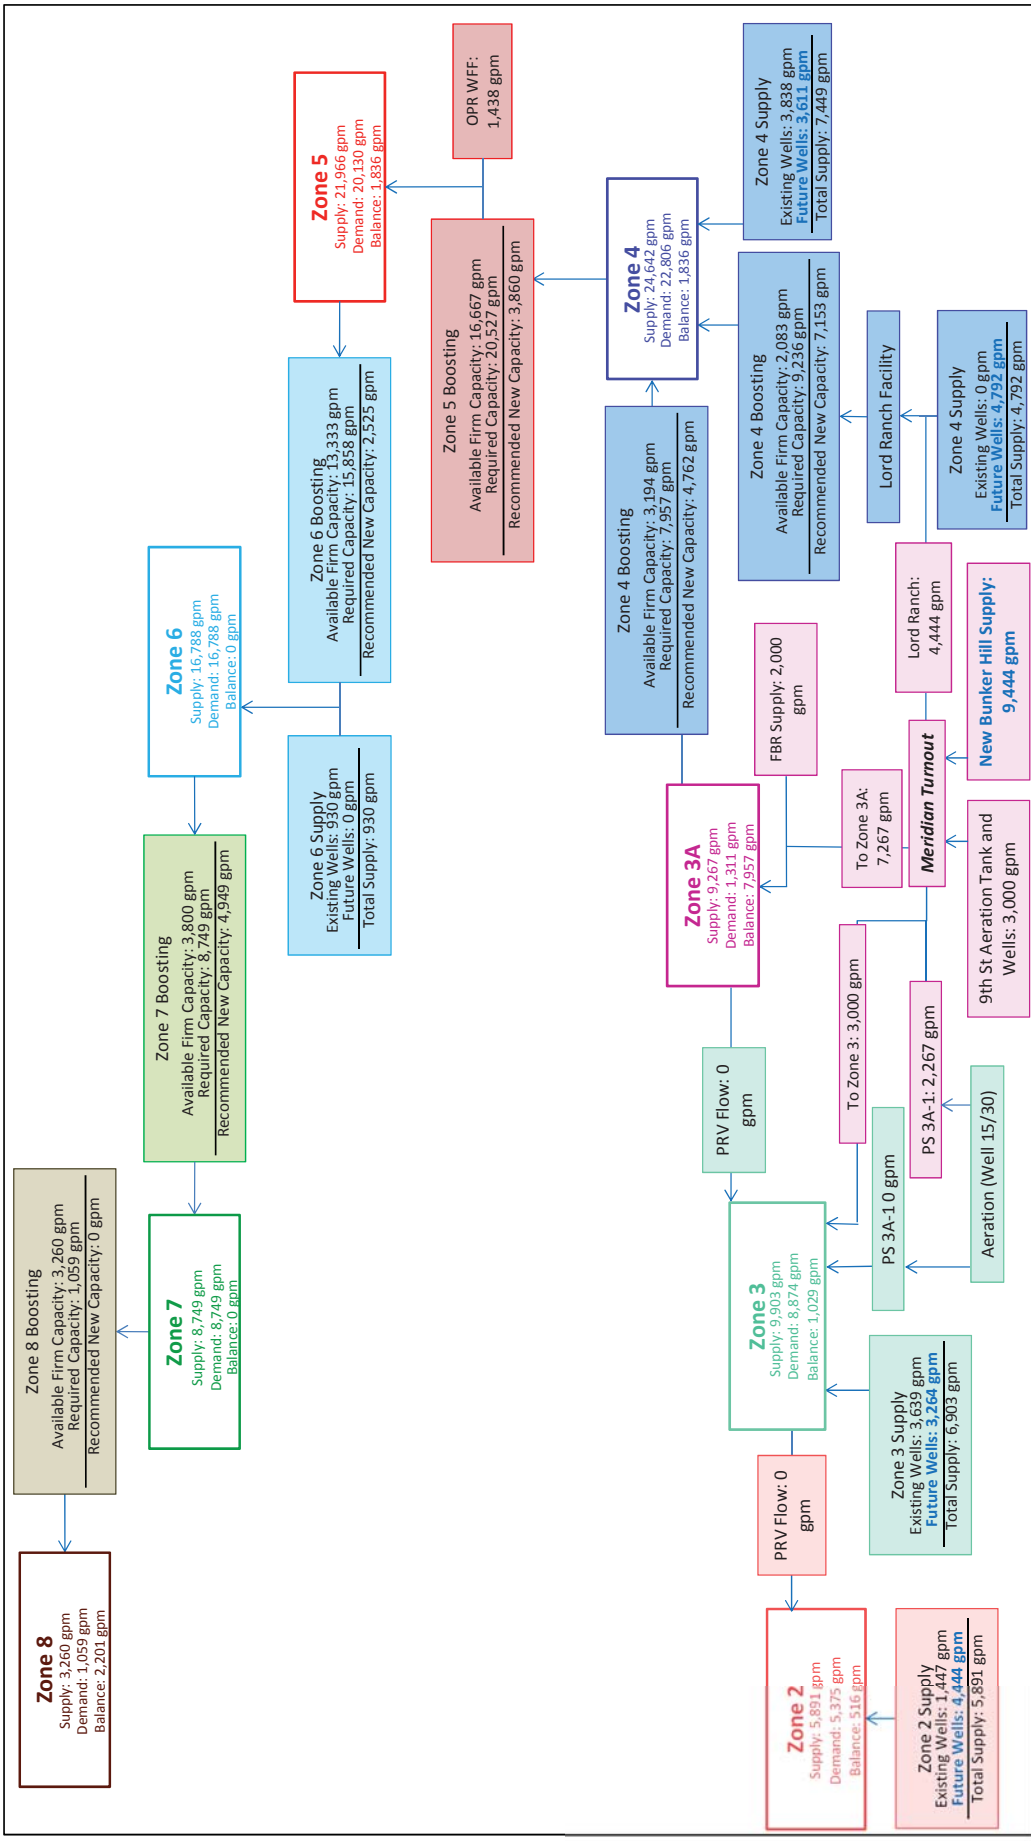 Zone 8
Supply: 3,260 gpm
Demand: 1,059 gpm
Balance: 2,201 gpm
Zone 8 Boosting
Available Firm Capacity: 3,260 gpm
Required Capacity: 1,059 gpm
Recommended New Capacity: 0 gpm
Zone 7
Supply: 8,749 gpm
Demand: 8,749 gpm
Balance: 0 gpm
Zone 7 Boosting
Available Firm Capacity: 3,800 gpm
Required Capacity: 8,749 gpm
Recommended New Capacity: 4,949 gpm
Zone 6
Supply: 16,788 gpm
Demand: 16,788 gpm
Balance: 0 gpm
Zone 6 Supply
Existing Wells: 930 gpm
Future Wells: 0 gpm
Total Supply: 930 gpm
Zone 6 Boosting
Available Firm Capacity: 13,333 gpm
Required Capacity: 15,858 gpm
Recommended New Capacity: 2,525 gpm
Zone 5
Supply: 21,966 gpm
Demand: 20,130 gpm
Balance: 1,836 gpm
Zone 5 Boosting
Available Firm Capacity: 16,667 gpm
Required Capacity: 20,527 gpm
Recommended New Capacity: 3,860 gpm
OPR WFF:
1,438 gpm
Zone 4
Supply: 24,642 gpm
Demand: 22,806 gpm
Balance: 1,836 gpm
Zone 4 Boosting
Available Firm Capacity: 3,194 gpm
Required Capacity: 7,957 gpm
Recommended New Capacity: 4,762 gpm
Zone 4 Boosting
Available Firm Capacity: 2,083 gpm
Required Capacity: 9,236 gpm
Recommended New Capacity: 7,153 gpm
Zone 4 Supply
Existing Wells: 3,838 gpm
Future Wells: 3,611 gpm
Total Supply: 7,449 gpm
Lord Ranch Facility
Zone 4 Supply
Existing Wells: 0 gpm
Future Wells: 4,792 gpm
Total Supply: 4,792 gpm
Zone 3A
Supply: 9,267 gpm
Demand: 1,311 gpm
Balance: 7,957 gpm
FBR Supply: 2,000
gpm
To Zone 3A:
7,267 gpm
Lord Ranch:
4,444 gpm
Meridian Turnout
New Bunker Hill Supply:
9,444 gpm
9th St Aeration Tank and
Wells: 3,000 gpm
PRV Flow: 0
gpm
To Zone 3: 3,000 gpm
PS 3A-1: 2,267 gpm
PS 3A-1 0 gpm
Aeration (Well 15/30)
Zone 3
Supply: 9,903 gpm
Demand: 8,874 gpm
Balance: 1,029 gpm
Zone 3 Supply
Existing Wells: 3,639 gpm
Future Wells: 3,264 gpm
Total Supply: 6,903 gpm
PRV Flow: 0
gpm
Zone 2
Supply: 5,891 gpm
Demand: 5,375 gpm
Balance: 516 gpm
Zone 2 Supply
Existing Wells: 1,447 gpm
Future Wells: 4,444 gpm
Total Supply: 5,891 gpm